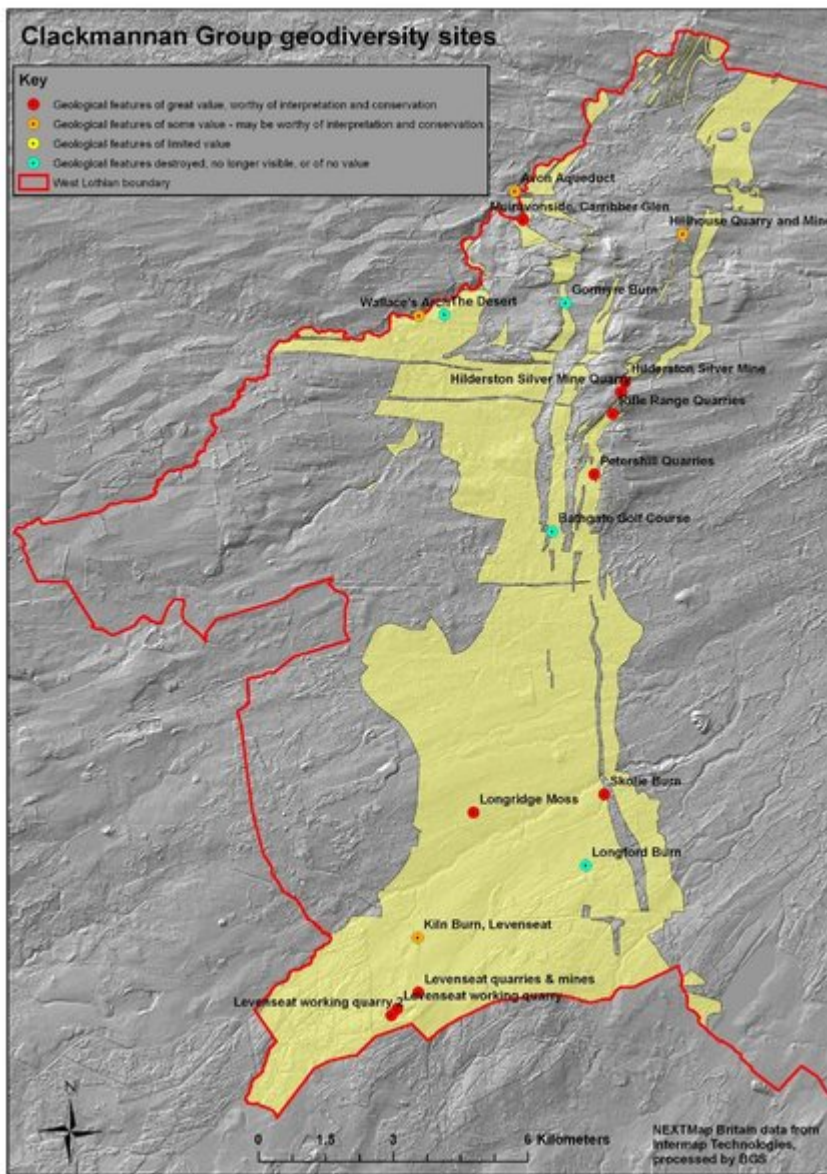 Clackmannan Group geodiversity sites
Key
Geological features of great value, worthy of interpretation and conservation
Geological features of some value - may be worthy of interpretation and conservation
Geological features of limited value
Geological features destroyed, no longer visible, or of no value
West Lothian boundary
Avon Aqueduct
Muiravonside, Carribber Glen
Hillhouse Quarry and Mine
Gormyre Burn
Wallace's Arch
The Desert
Hilderston Silver Mine
Hilderston Silver Mine Quarry
Rifle Range Quarries
Petershill Quarries
Bathgate Golf Course
Skolie Burn
Longridge Moss
Longford Burn
Kiln Burn, Levenseat
Levenseat quarries & mines
Levenseat working quarry 2
Levenseat working quarry
N
0 1.5 3 6 Kilometers
NEXTMap Britain data from
Intermap Technologies,
processed by BGS